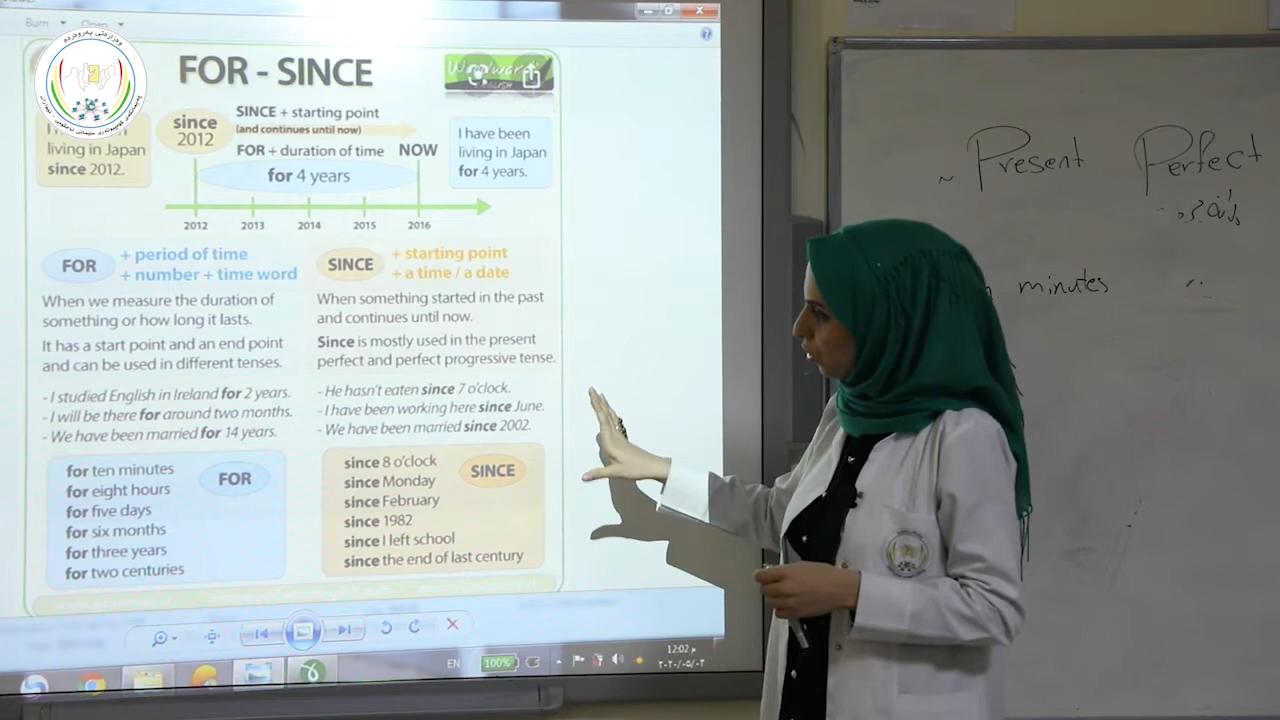 Burn
Open
FOR - SINCE
since
2012
SINCE + starting point
(and continues until now)
FOR + duration of time
NOW
for 4 years
living in Japan
since 2012.
I have been
living in Japan
for 4 years.
2012 2013 2014 2015 2016
FOR
+ period of time
+ number + time word
When we measure the duration of
something or how long it lasts.
It has a start point and an end point
and can be used in different tenses.
- I studied English in Ireland for 2 years.
- I will be there for around two months.
- We have been married for 14 years.
for ten minutes
for eight hours
for five days
for six months
for three years
for two centuries
FOR
SINCE
+ starting point
+ a time / a date
When something started in the past
and continues until now.
Since is mostly used in the present
perfect and perfect progressive tense.
- He hasn't eaten since 7 o'clock.
- I have been working here since June.
- We have been married since 2002.
since 8 o'clock
since Monday
since February
since 1982
since I left school
since the end of last century
SINCE
EN
100%
12:02 م
Present Perfect
minutes